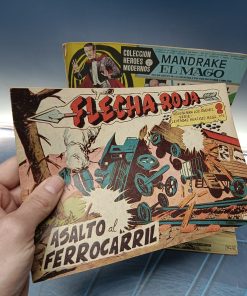 COLECCION
HEROES
MODERNOS
MANDRAKE
EL MAGO
FLECHA ROJA
ASALTO al
FERROCARRIL